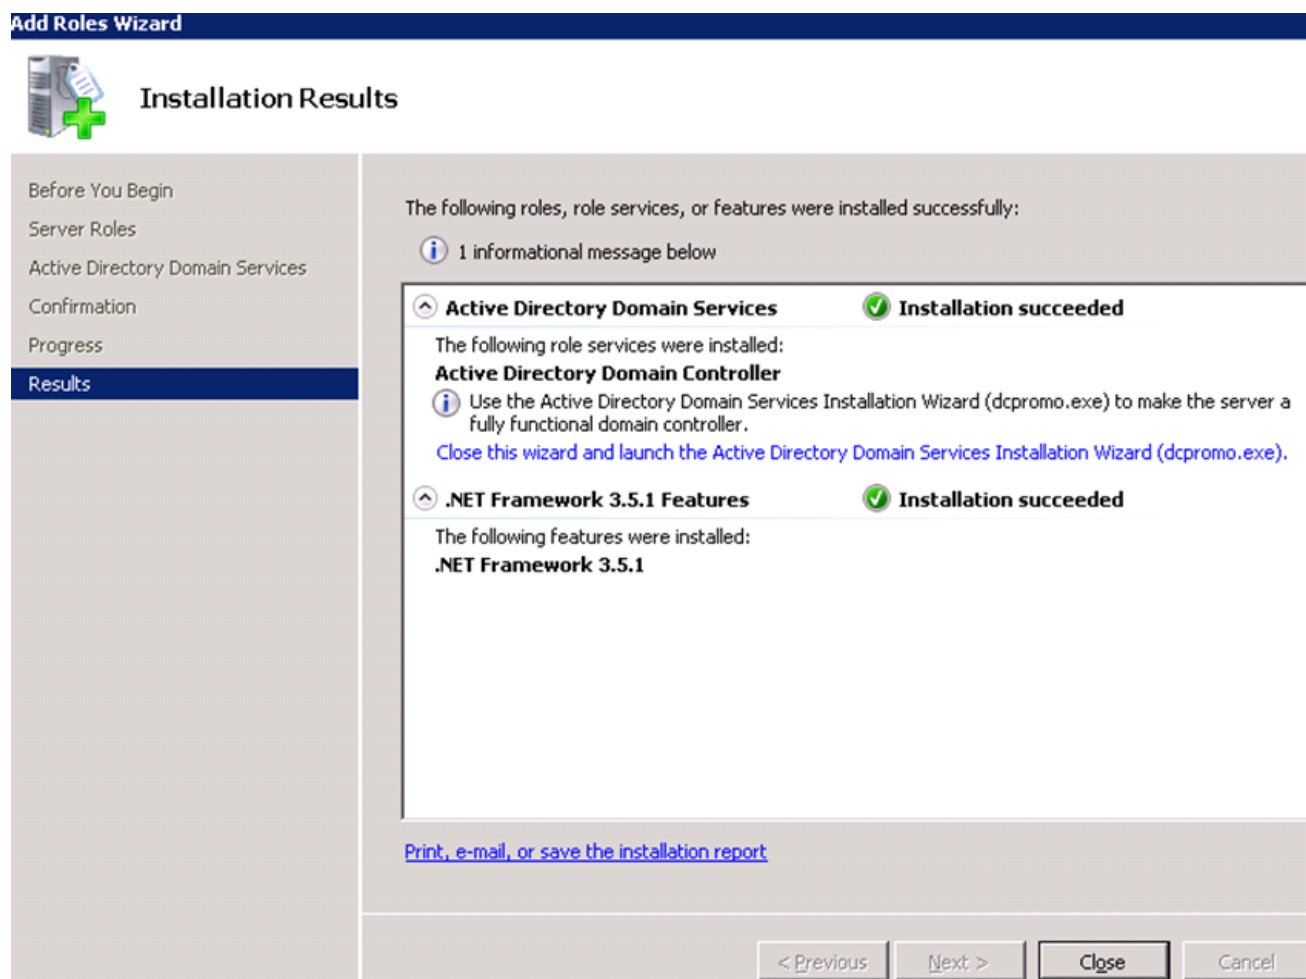 Add Roles Wizard
Installation Results
Before You Begin
Server Roles
Active Directory Domain Services
Confirmation
Progress
Results
The following roles, role services, or features were installed successfully:
1 informational message below
Active Directory Domain Services Installation succeeded
The following role services were installed:
Active Directory Domain Controller
Use the Active Directory Domain Services Installation Wizard (dcpromo.exe) to make the server a
fully functional domain controller.
Close this wizard and launch the Active Directory Domain Services Installation Wizard (dcpromo.exe).
.NET Framework 3.5.1 Features Installation succeeded
The following features were installed:
.NET Framework 3.5.1
Print, e-mail, or save the installation report
< Previous Next > Close Cancel